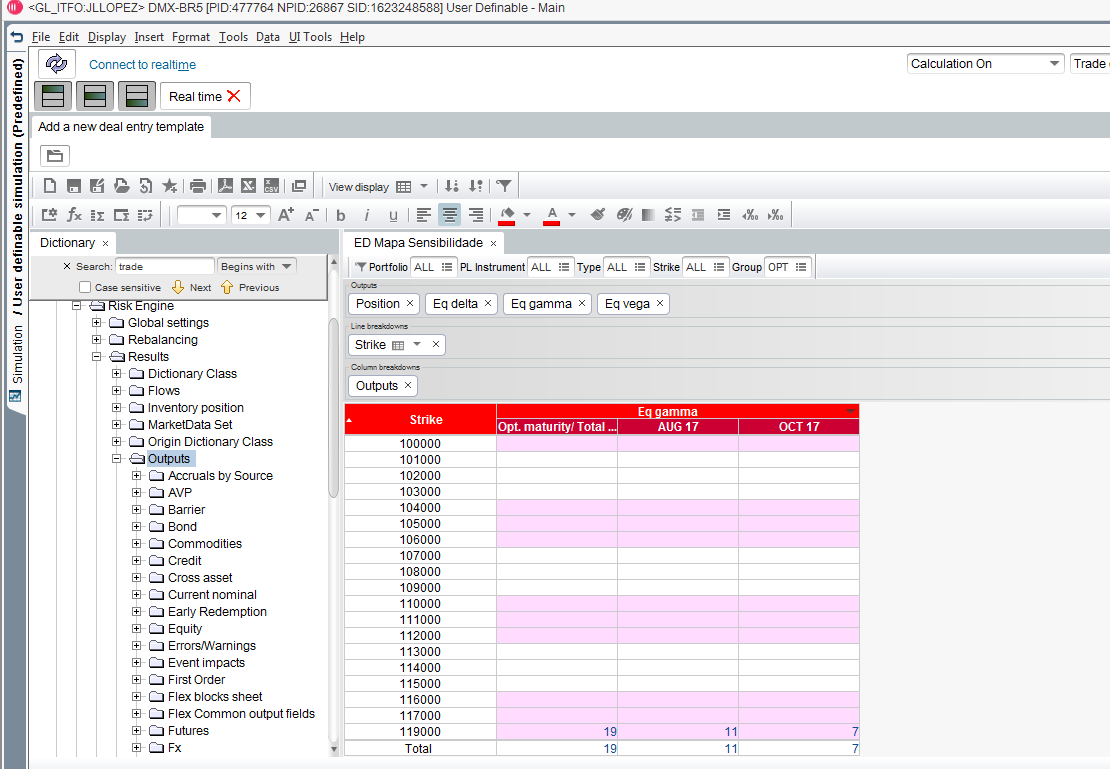 <GL_ITFO:JLLOPEZ> DMX-BR5 [PID:477764 NPID:26867 SID:1623248588] User Definable - Main
File Edit Display Insert Format Tools Data UI Tools Help
Connect to realtime
Calculation On
Trade
Real time
Add a new deal entry template
View display
12
b i u
Simulation / User definable simulation (Predefined)
Dictionary ×
Search: trade Begins with
Case sensitive Next Previous
Risk Engine
Global settings
Rebalancing
Results
Dictionary Class
Flows
Inventory position
MarketData Set
Origin Dictionary Class
Outputs
Accruals by Source
AVP
Barrier
Bond
Commodities
Credit
Cross asset
Current nominal
Early Redemption
Equity
Errors/Warnings
Event impacts
First Order
Flex blocks sheet
Flex Common output fields
Futures
Fx
ED Mapa Sensibilidade ×
Portfolio ALL PL Instrument ALL Type ALL Strike ALL Group OPT
Outputs
Position × Eq delta × Eq gamma × Eq vega ×
Line breakdowns
Strike ×
Column breakdowns
Outputs ×
Strike Eq gamma
Opt. maturity/ Total ... AUG 17 OCT 17
100000
101000
102000
103000
104000
105000
106000
107000
108000
109000
110000
111000
112000
113000
114000
115000
116000
117000
119000 19 11 7
Total 19 11 7